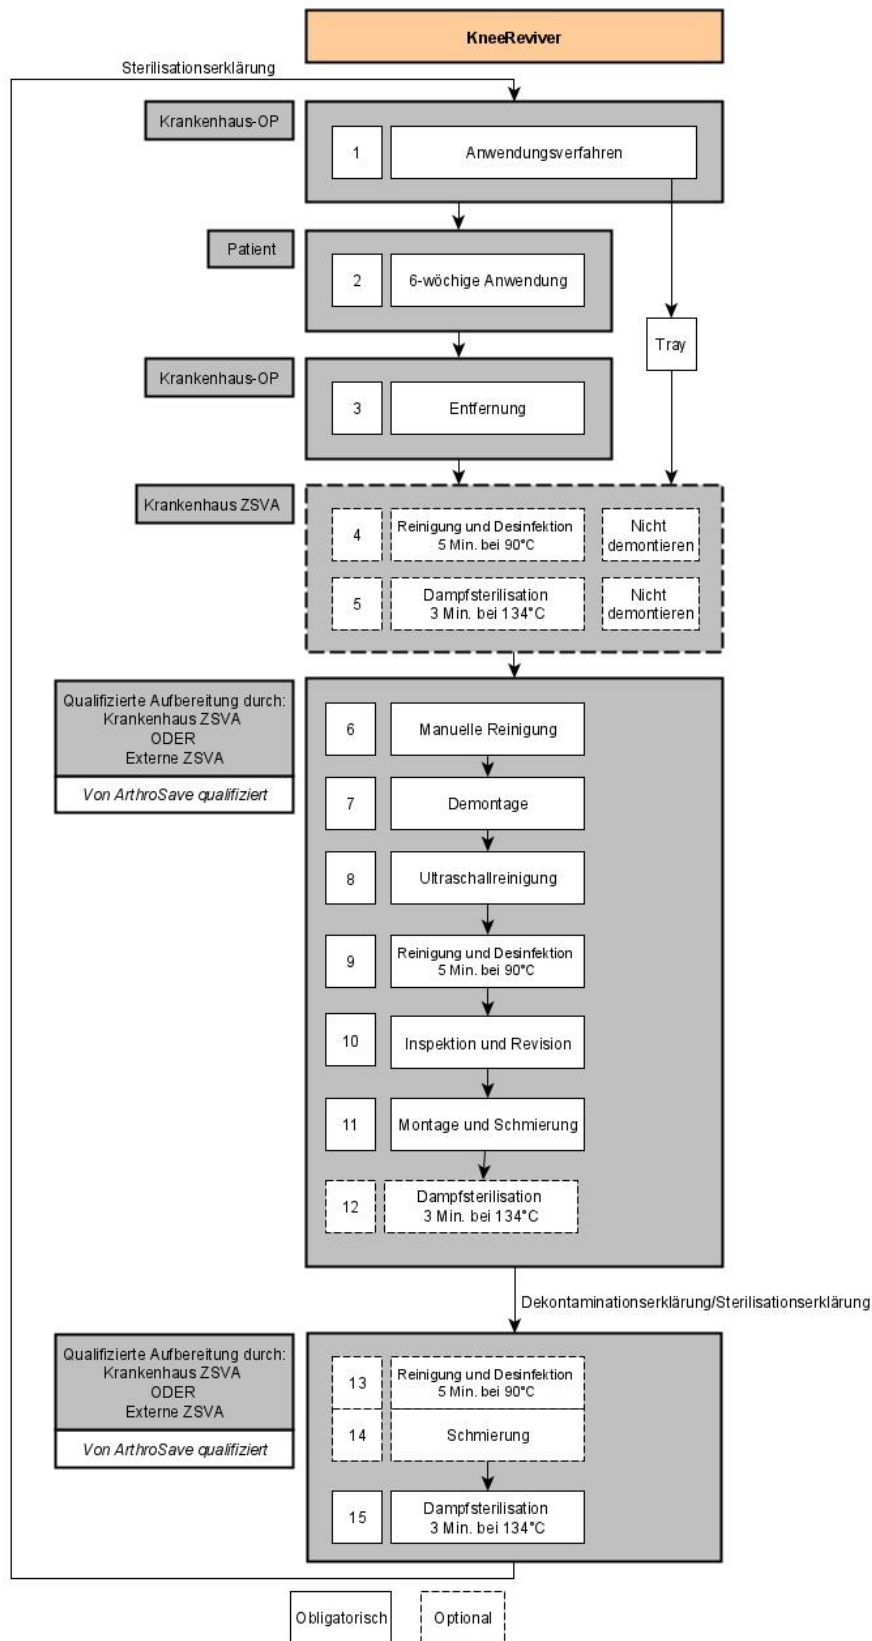 KneeReviver
Sterilisationserklärung
Krankenhaus-OP
1
Anwendungsverfahren
Patient
2
6-wöchige Anwendung
Tray
Krankenhaus-OP
3
Entfernung
Krankenhaus ZSVA
4
Reinigung und Desinfektion
5 Min. bei 90°C
Nicht
demontieren
5
Dampfsterilisation
3 Min. bei 134°C
Nicht
demontieren
Qualifizierte Aufbereitung durch:
Krankenhaus ZSVA
ODER
Externe ZSVA
Von ArthroSave qualifiziert
6
Manuelle Reinigung
7
Demontage
8
Ultraschallreinigung
9
Reinigung und Desinfektion
5 Min. bei 90°C
10
Inspektion und Revision
11
Montage und Schmierung
12
Dampfsterilisation
3 Min. bei 134°C
Dekontaminationserklärung/Sterilisationserklärung
Qualifizierte Aufbereitung durch:
Krankenhaus ZSVA
ODER
Externe ZSVA
Von ArthroSave qualifiziert
13
Reinigung und Desinfektion
5 Min. bei 90°C
14
Schmierung
15
Dampfsterilisation
3 Min. bei 134°C
Obligatorisch
Optional